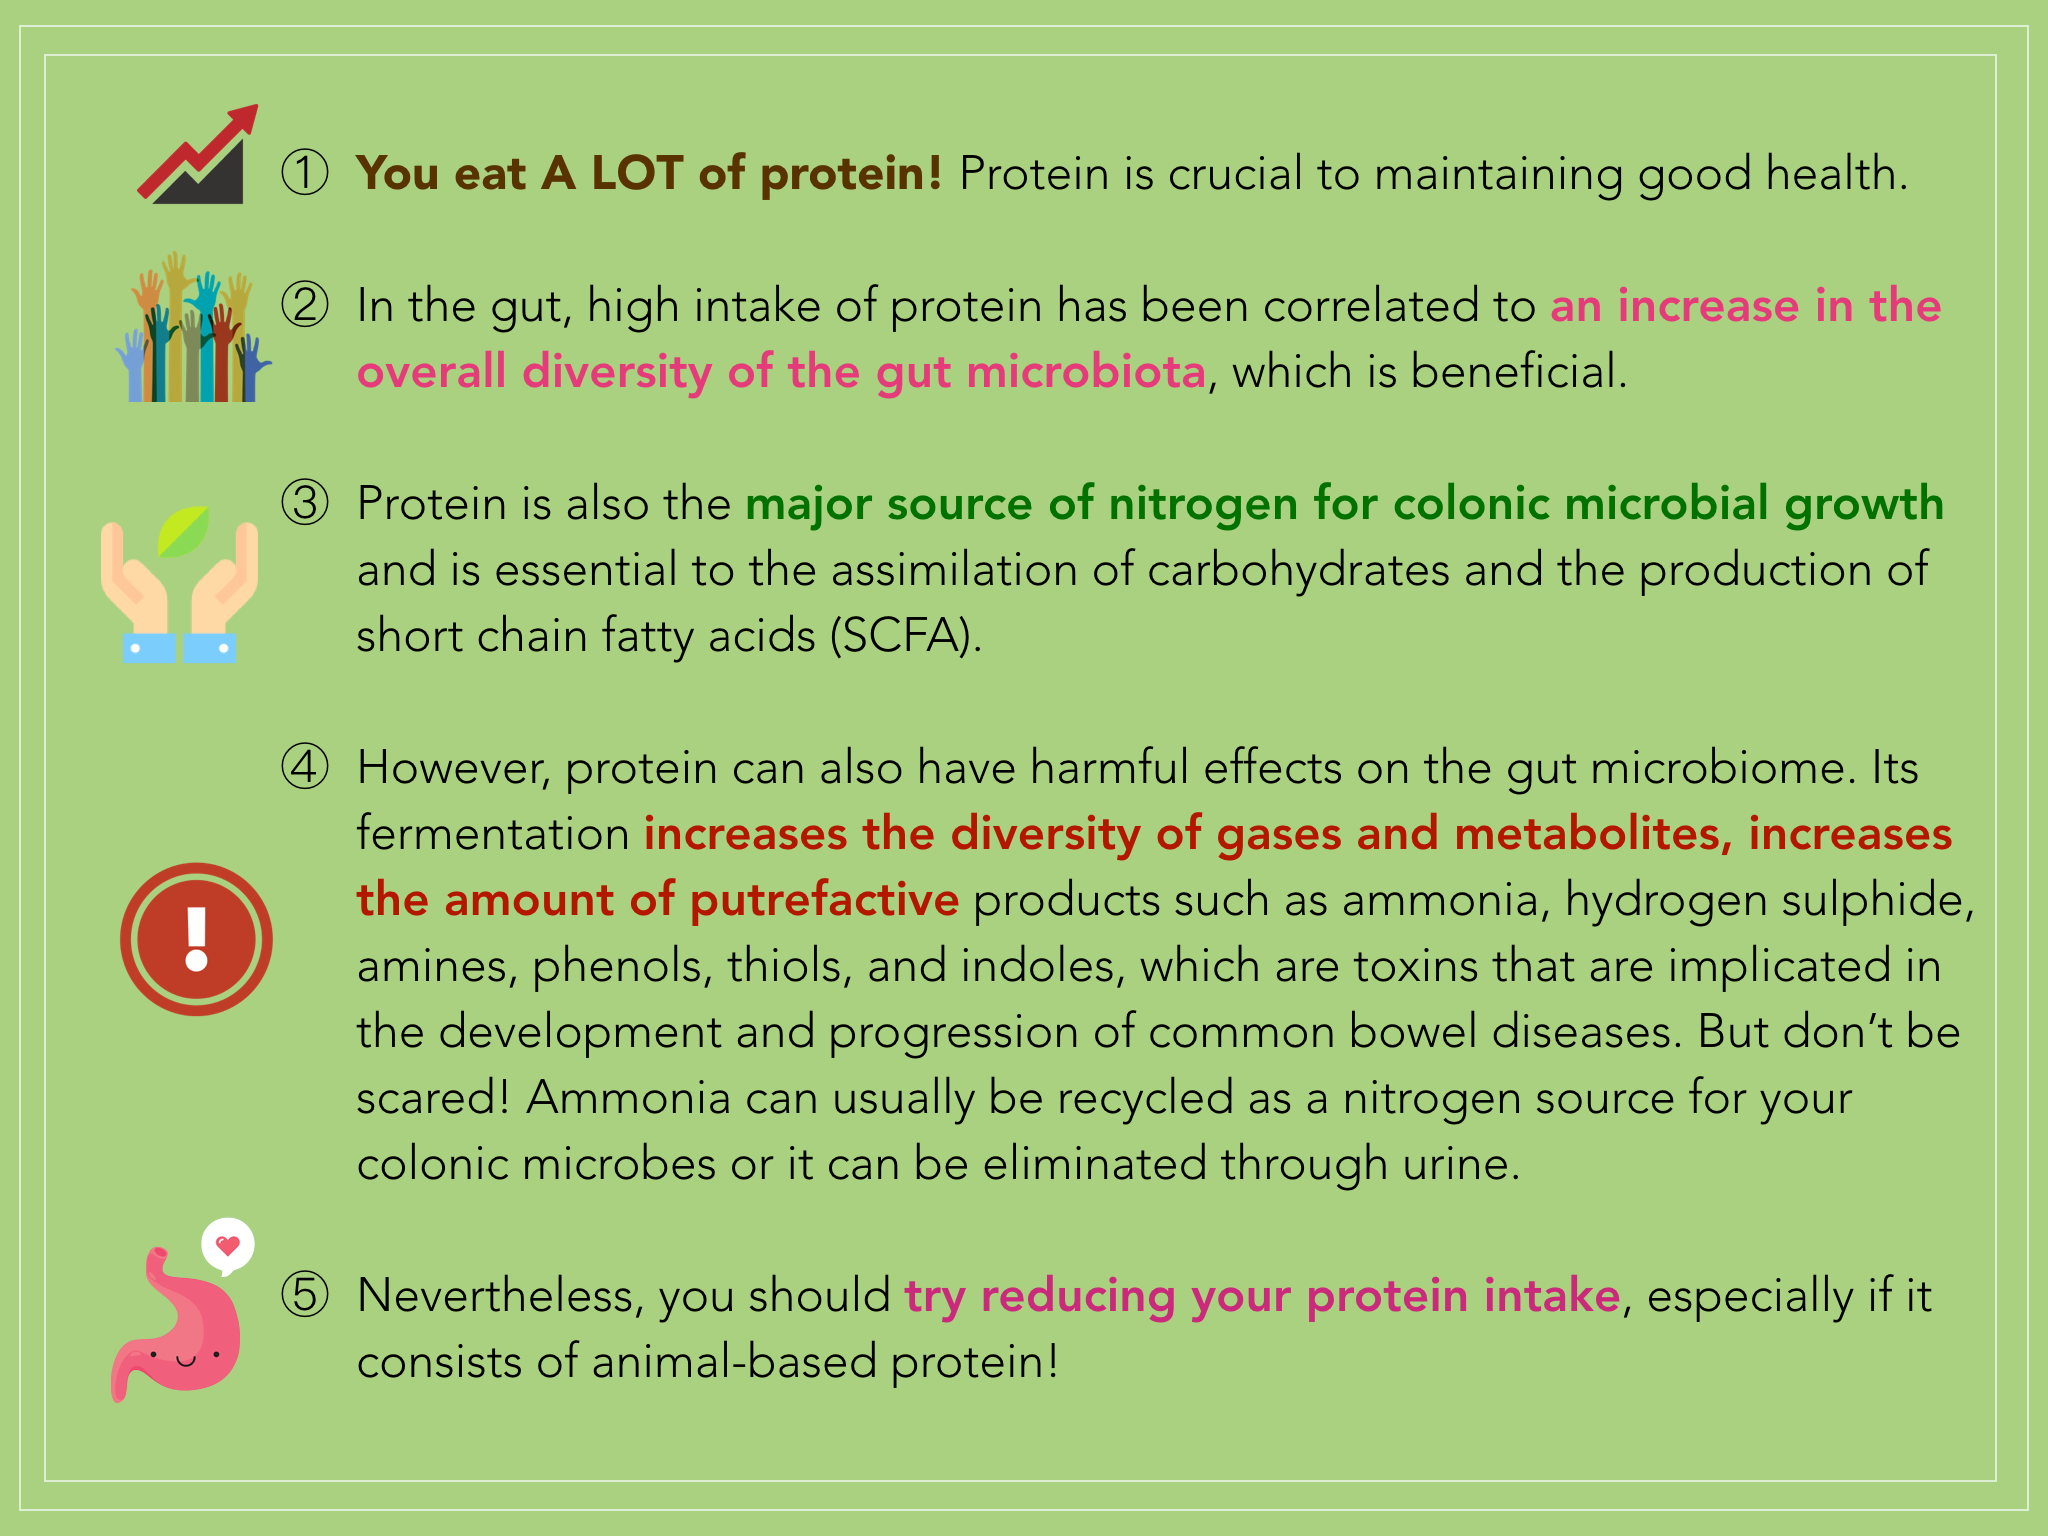 ① You eat A LOT of protein! Protein is crucial to maintaining good health.
② In the gut, high intake of protein has been correlated to an increase in the
overall diversity of the gut microbiota, which is beneficial.
③ Protein is also the major source of nitrogen for colonic microbial growth
and is essential to the assimilation of carbohydrates and the production of
short chain fatty acids (SCFA).
④ However, protein can also have harmful effects on the gut microbiome. Its
fermentation increases the diversity of gases and metabolites, increases
the amount of putrefactive products such as ammonia, hydrogen sulphide,
amines, phenols, thiols, and indoles, which are toxins that are implicated in
the development and progression of common bowel diseases. But don’t be
scared! Ammonia can usually be recycled as a nitrogen source for your
colonic microbes or it can be eliminated through urine.
⑤ Nevertheless, you should try reducing your protein intake, especially if it
consists of animal-based protein!